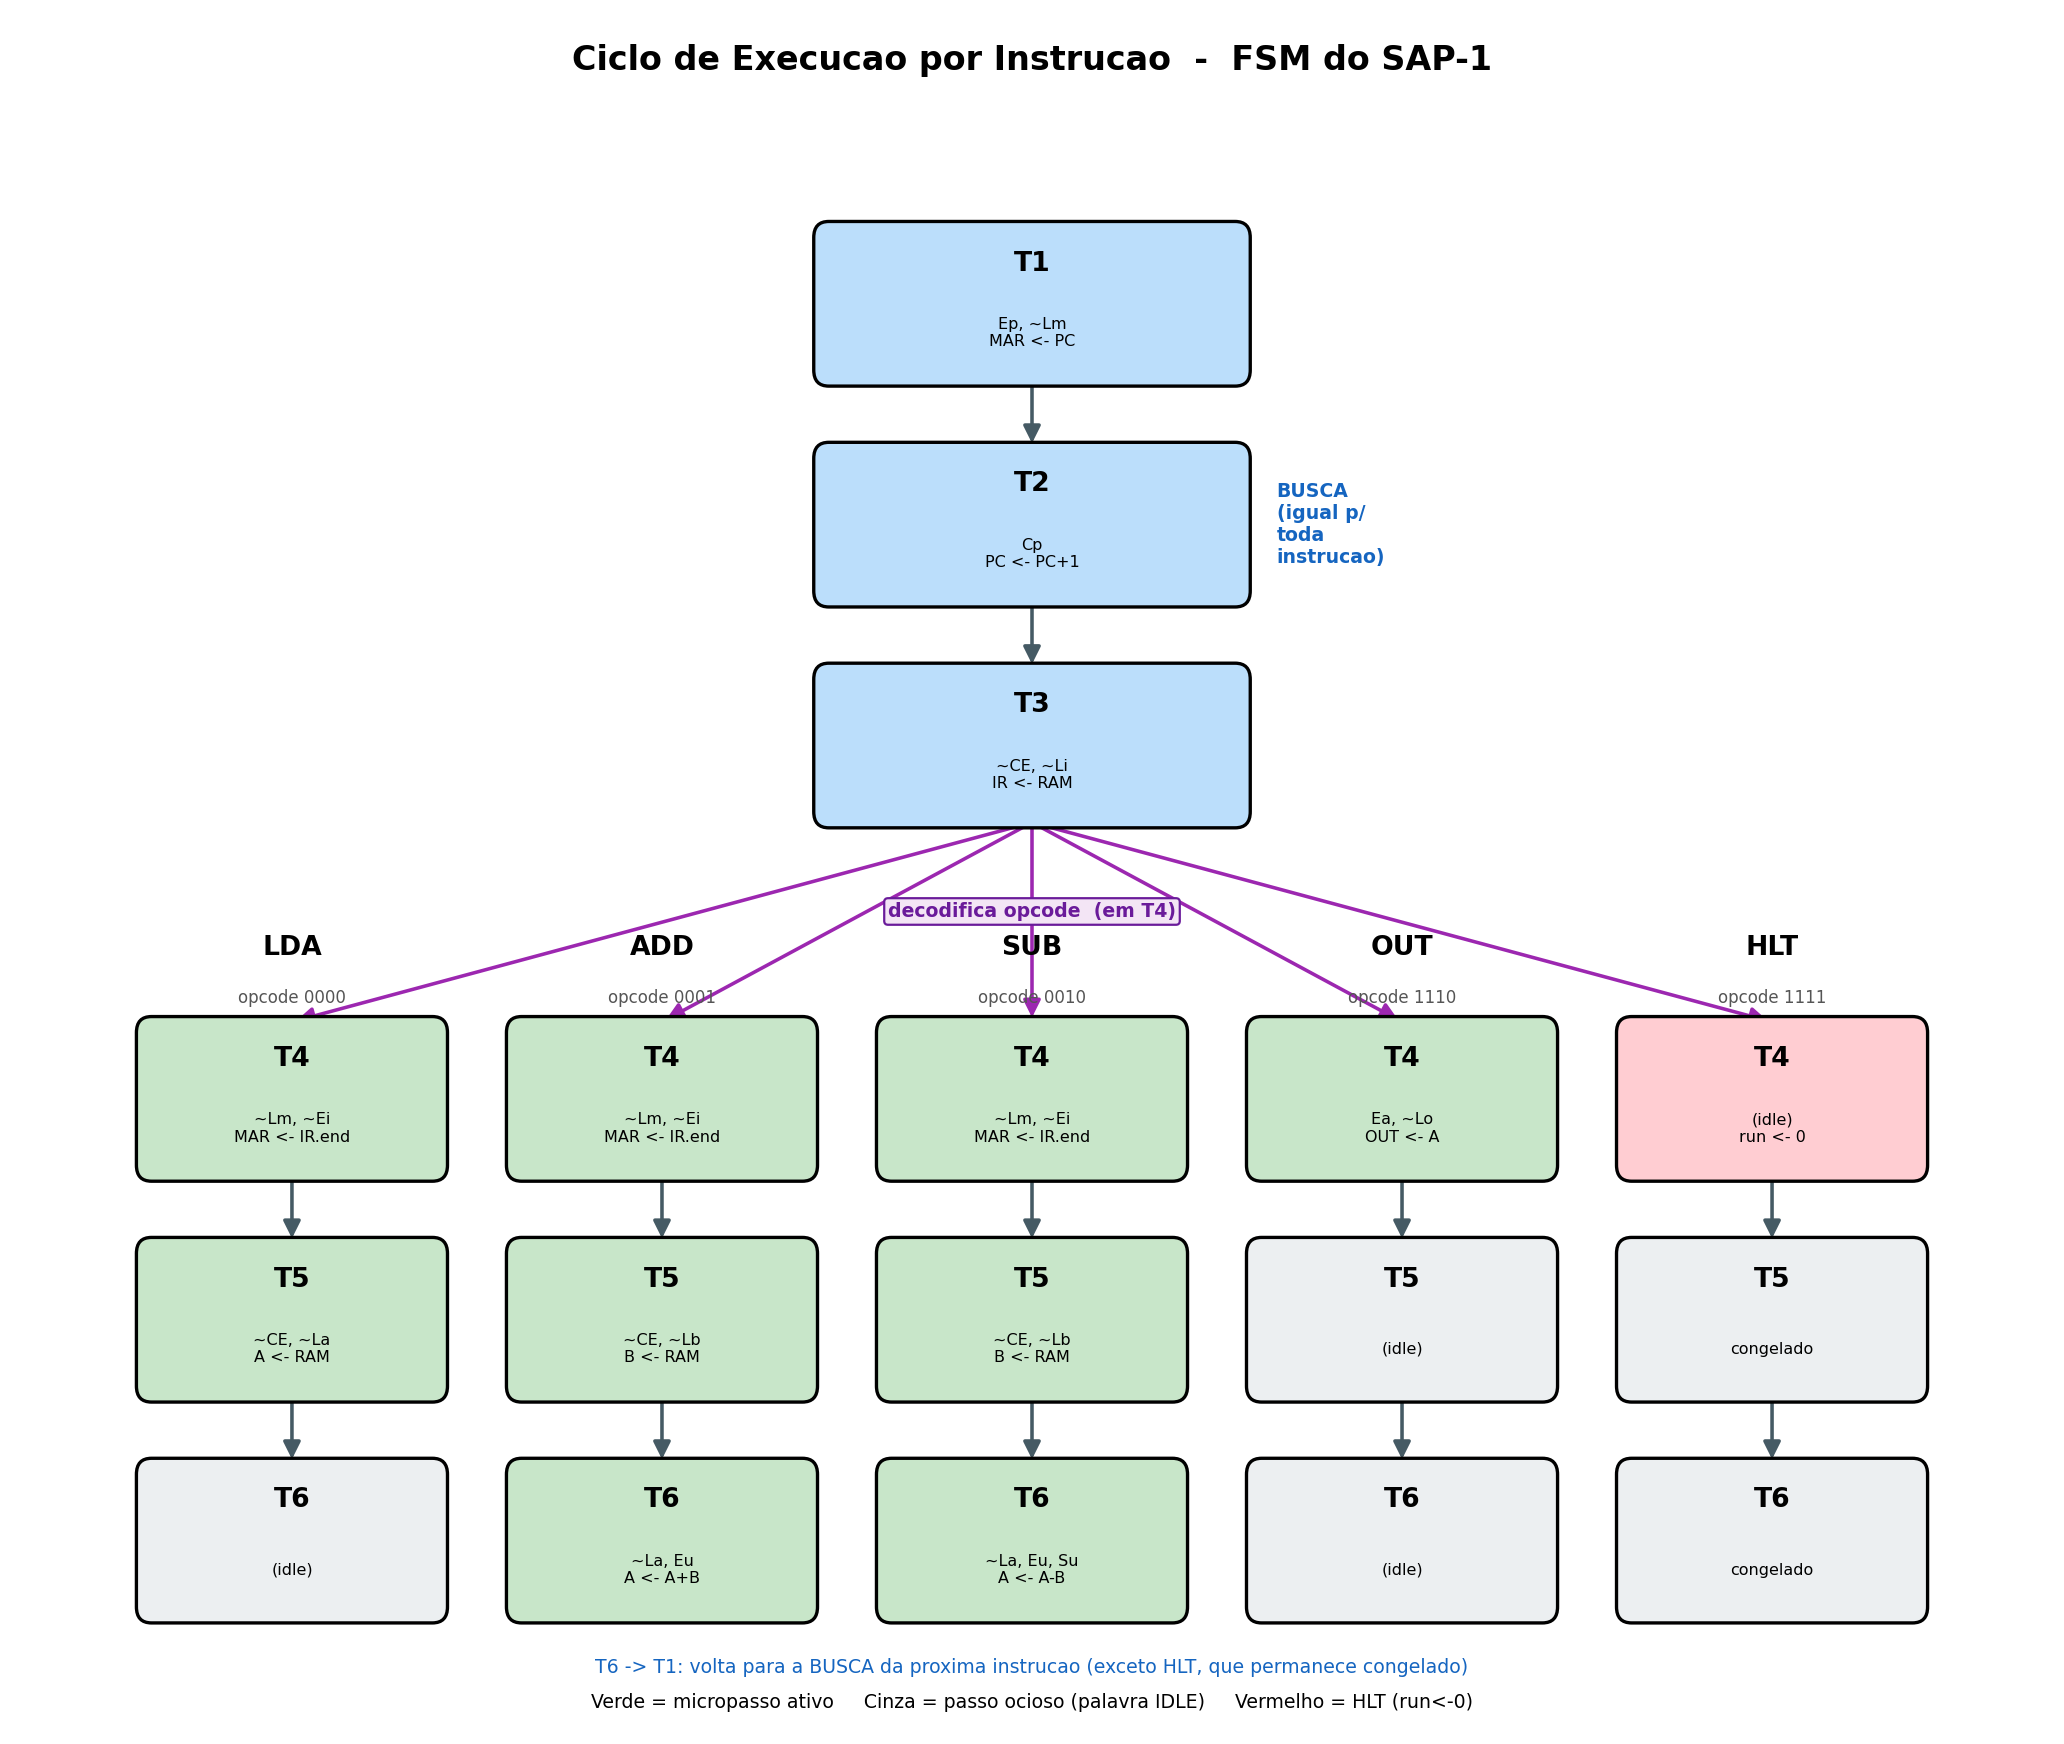 Ciclo de Execucao por Instrucao - FSM do SAP-1
T1
Ep, ~Lm
MAR <- PC
T2
Cp
PC <- PC+1
BUSCA
(igual p/
toda
instrucao)
T3
~CE, ~Li
IR <- RAM
decodifica opcode (em T4)
LDA
opcode 0000
ADD
opcode 0001
SUB
opcode 0010
OUT
opcode 1110
HLT
opcode 1111
T4
~Lm, ~Ei
MAR <- IR.end
T4
~Lm, ~Ei
MAR <- IR.end
T4
~Lm, ~Ei
MAR <- IR.end
T4
Ea, ~Lo
OUT <- A
T4
(idle)
run <- 0
T5
~CE, ~La
A <- RAM
T5
~CE, ~Lb
B <- RAM
T5
~CE, ~Lb
B <- RAM
T5
(idle)
T5
congelado
T6
(idle)
T6
~La, Eu
A <- A+B
T6
~La, Eu, Su
A <- A-B
T6
(idle)
T6
congelado
T6 -> T1: volta para a BUSCA da proxima instrucao (exceto HLT, que permanece congelado)
Verde = micropasso ativo Cinza = passo ocioso (palavra IDLE) Vermelho = HLT (run<-0)